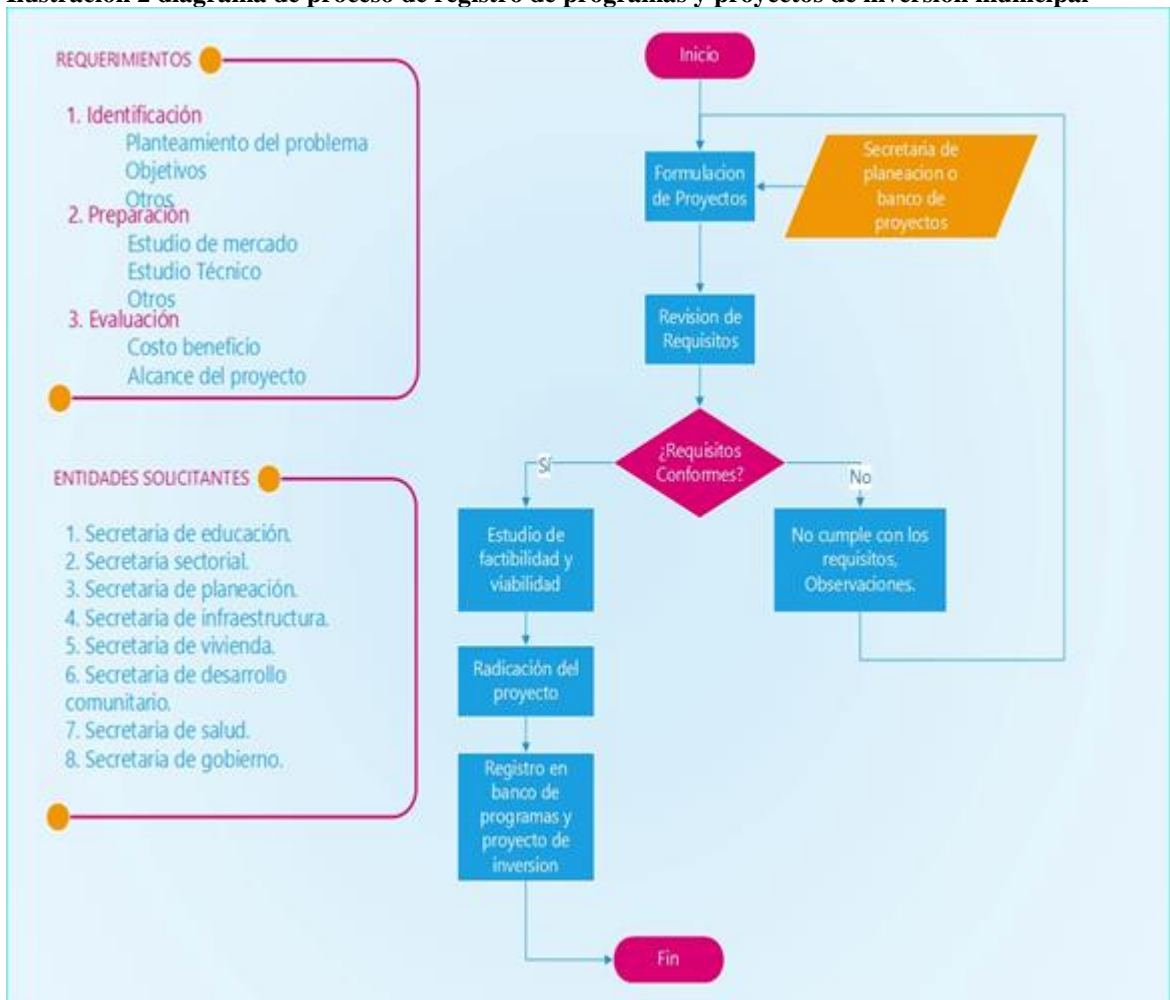 Ilustración 2 diagrama de proceso de registro de programas y proyectos de inversión municipal
REQUERIMIENTOS
1. Identificación
Planteamiento del problema
Objetivos
Otros
2. Preparación
Estudio de mercado
Estudio Técnico
Otros
3. Evaluación
Costo beneficio
Alcance del proyecto
ENTIDADES SOLICITANTES
1. Secretaria de educación.
2. Secretaria sectorial.
3. Secretaria de planeación.
4. Secretaria de infraestructura.
5. Secretaria de vivienda.
6. Secretaria de desarrollo
comunitario.
7. Secretaria de salud.
8. Secretaria de gobierno.
Inicio
Formulacion
de Proyectos
Secretaria de
planeacion o
banco de
proyectos
Revision de
Requisitos
¿Requisitos
Conformes?
Sí
No
Estudio de
factibilidad y
viabilidad
No cumple con los
requisitos,
Observaciones.
Radicación del
proyecto
Registro en
banco de
programas y
proyecto de
inversion
Fin